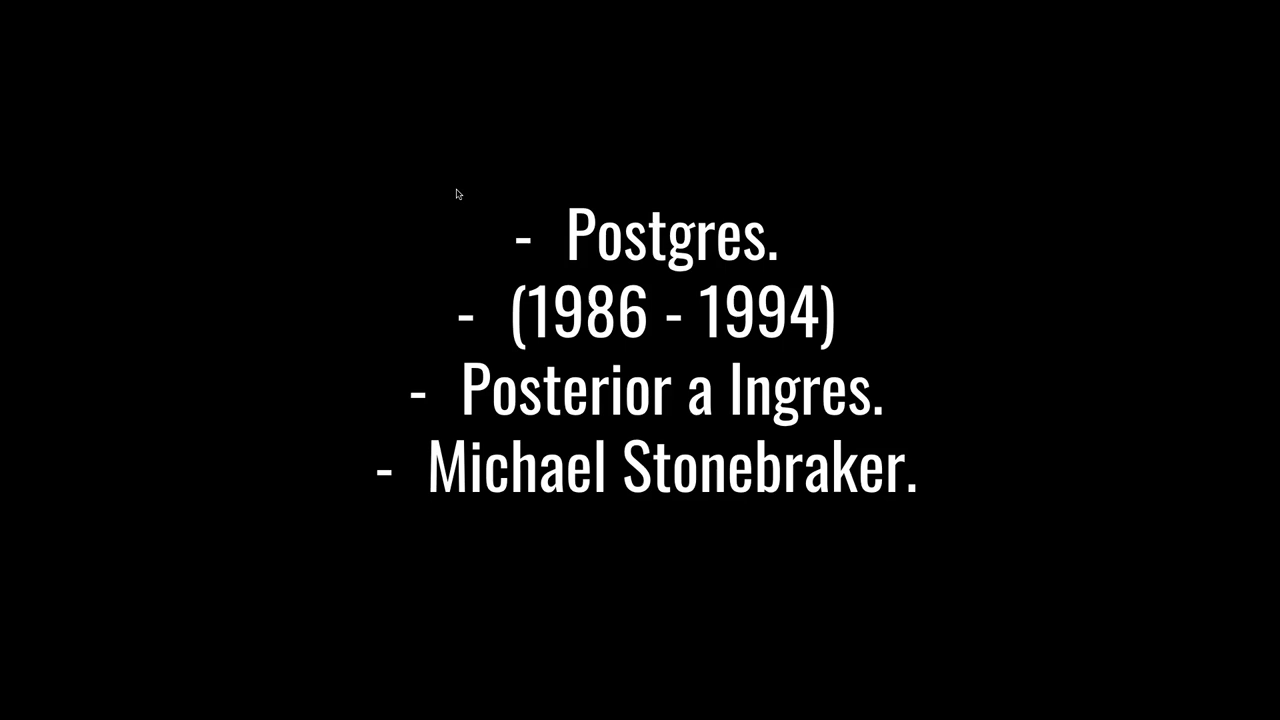 - Postgres.
- (1986 - 1994)
- Posterior a Ingres.
- Michael Stonebraker.